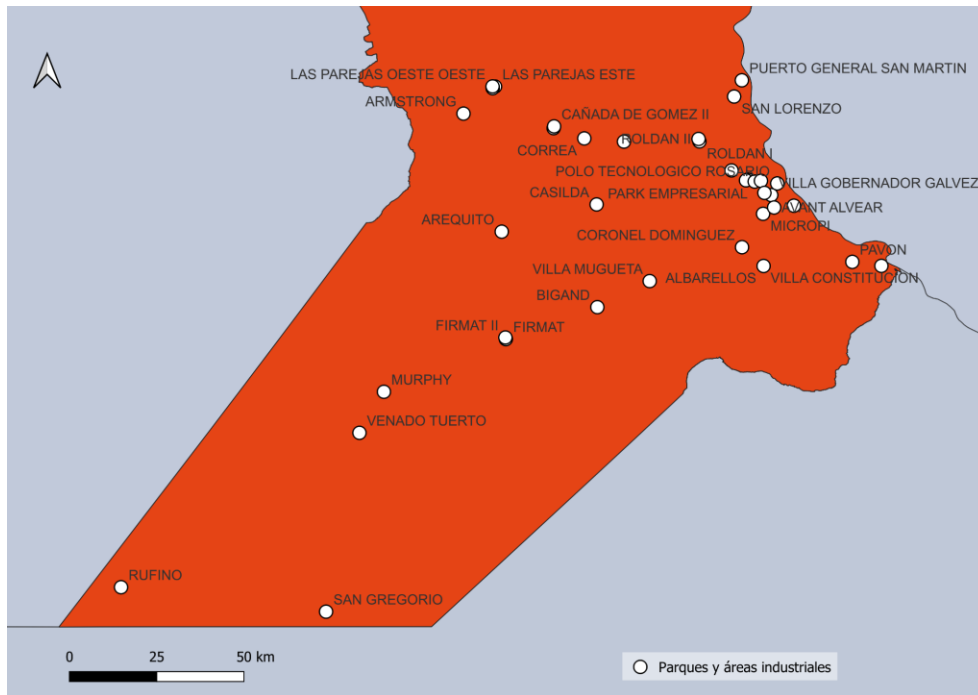 PUERTO GENERAL SAN MARTIN
LAS PAREJAS OESTE OESTE
LAS PAREJAS ESTE
ARMSTRONG
SAN LORENZO
CAÑADA DE GOMEZ II
ROLDAN II
CORREA
ROLDAN I
POLO TECNOLOGICO ROSARIO
VILLA GOBERNADOR GALVEZ
CASILDA
PARK EMPRESARIAL
AVANT ALVEAR
MICROPI
AREQUITO
CORONEL DOMINGUEZ
PAVON
VILLA MUGUETA
ALBARELLOS
VILLA CONSTITUCION
BIGAND
FIRMAT II
FIRMAT
MURPHY
VENADO TUERTO
RUFINO
SAN GREGORIO
0 25 50 km
Parques y áreas industriales